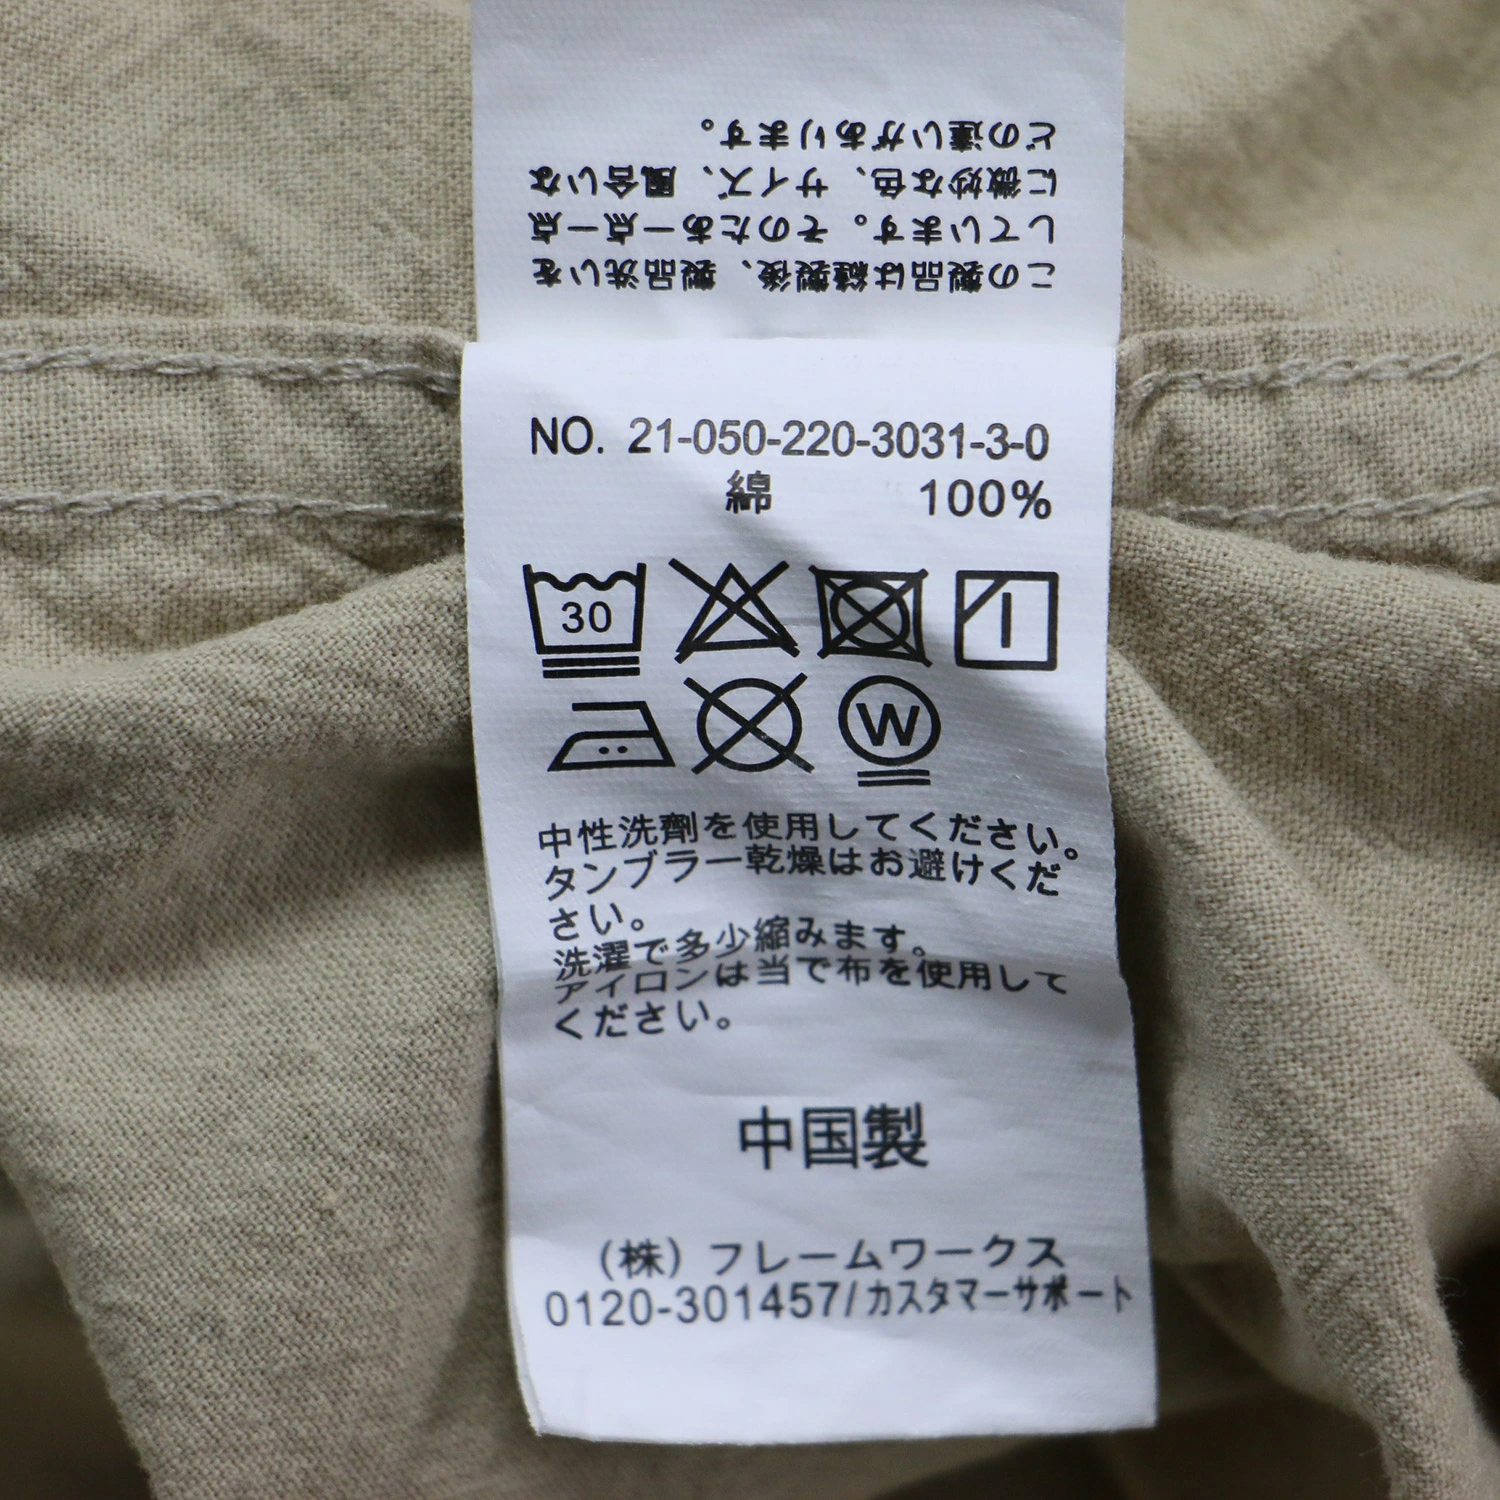 この製品は縫製後、製品洗いを
しています。そのため一点一点
に微妙な色、サイズ、風合いな
どの違いがあります。
NO. 21-050-220-3031-3-0
綿 100%
30
W
中性洗剤を使用してください。
タンブラー乾燥はお避けくだ
さい。
洗濯で多少縮みます。
アイロンは当て布を使用して
ください。
中国製
(株)フレームワークス
0120-301457/カスタマーサポート